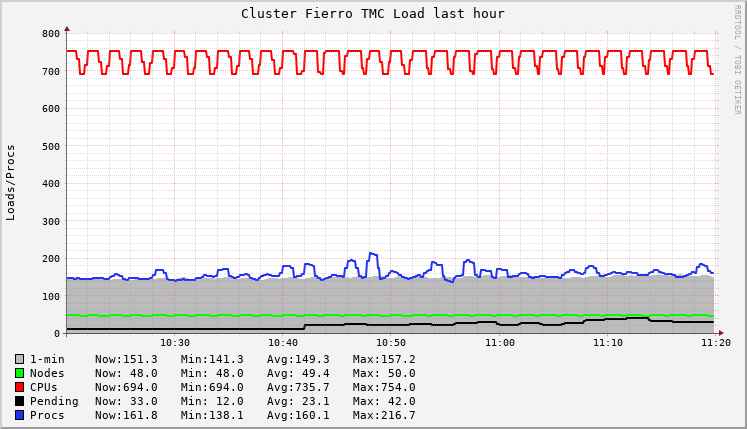 Cluster Fierro TMC Load last hour
RRDTOOL / TOBI OETIKER
Loads/Procs
800
700
600
500
400
300
200
100
0
10:30 10:40 10:50 11:00 11:10 11:20
1-min Now:151.3 Min:141.3 Avg:149.3 Max:157.2
Nodes Now: 48.0 Min: 48.0 Avg: 49.4 Max: 50.0
CPUs Now:694.0 Min:694.0 Avg:735.7 Max:754.0
Pending Now: 33.0 Min: 12.0 Avg: 23.1 Max: 42.0
Procs Now:161.8 Min:138.1 Avg:160.1 Max:216.7